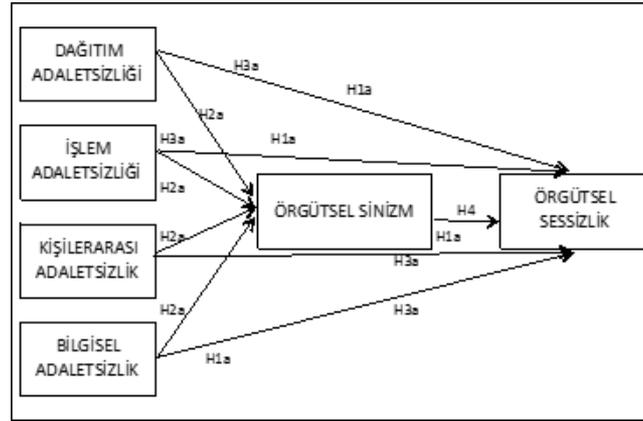 DAĞITIM
ADALETSİZLİĞİ
H3a
H1a
H2a
İŞLEM
ADALETSİZLİĞİ
H3a
H1a
H2a
ÖRGÜTSEL SİNİZM
H4
H1a
ÖRGÜTSEL
SESSİZLİK
KİŞİLERARASI
ADALETSİZLİK
H2a
H3a
BİLGİSEL
ADALETSİZLİK
H2a
H1a
H3a